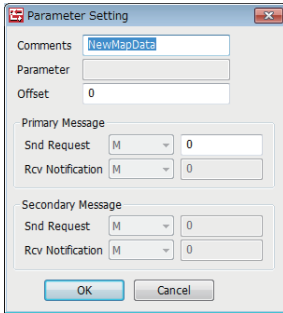 Parameter Setting
Comments NewMapData
Parameter
Offset 0
Primary Message
Snd Request M 0
Rcv Notification M 0
Secondary Message
Snd Request M 0
Rcv Notification M 0
OK Cancel